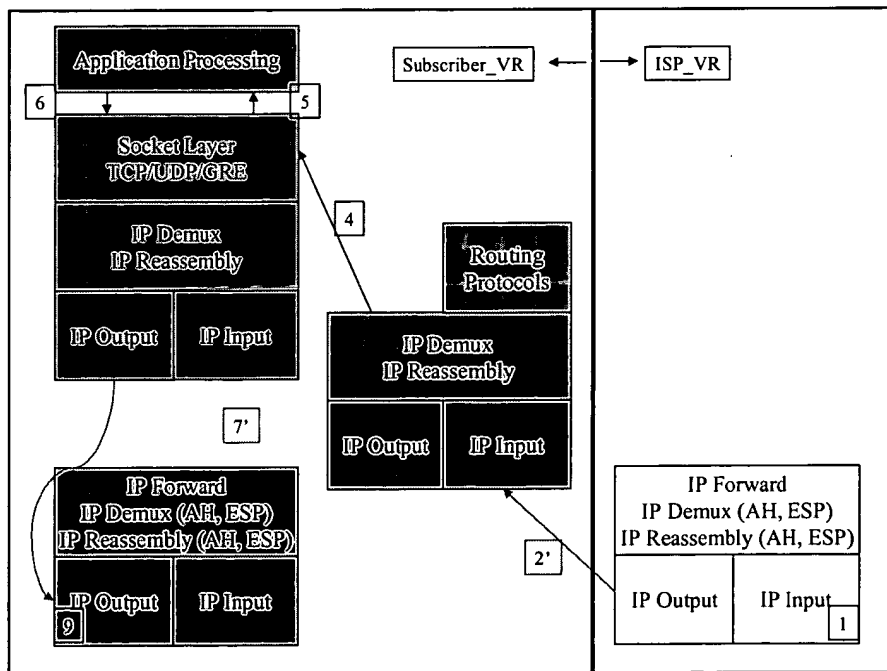 Application Processing
Subscriber_VR
ISP_VR
6
5
Socket Layer
TCP/UDP/GRE
4
IP Demux
IP Reassembly
Routing
Protocols
IP Output
IP Input
IP Demux
IP Reassembly
7'
IP Output
IP Input
IP Forward
IP Demux (AH, ESP)
IP Reassembly (AH, ESP)
IP Forward
IP Demux (AH, ESP)
IP Reassembly (AH, ESP)
2'
IP Output
IP Input
9
IP Output
IP Input
1